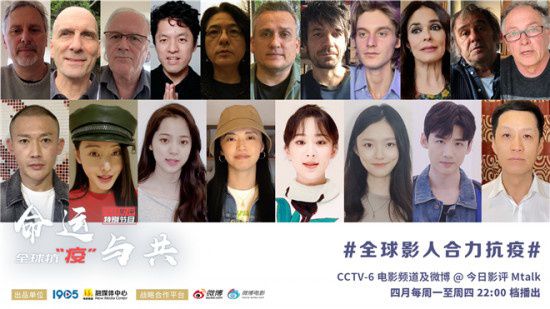 命运与共
特别节目
全球抗"疫"
#全球影人合力抗疫#
CCTV-6 电影频道及微博 @ 今日影评 Mtalk
四月每周一至周四 22:00 档播出
出品单位 1905 融媒体中心 New Media Center 战略合作平台 微博 weibo.com 微博电影